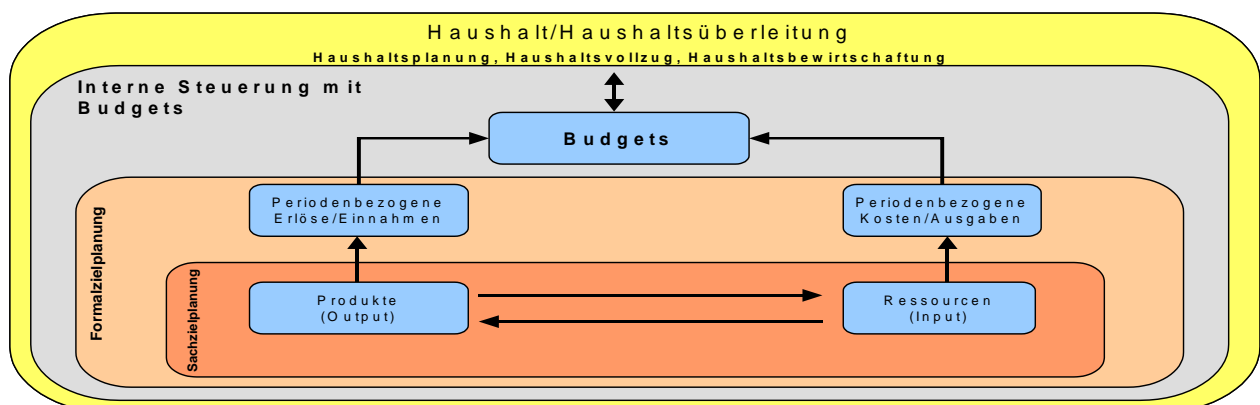 Haushalt/Haushaltsüberleitung
Haushaltsplanung, Haushaltsvollzug, Haushaltsbewirtschaftung
Interne Steuerung mit
Budgets
Budgets
Periodenbezogene
Erlöse/Einnahmen
Periodenbezogene
Kosten/Ausgaben
Formalzielplanung
Sachzielplanung
Produkte
(Output)
Ressourcen
(Input)